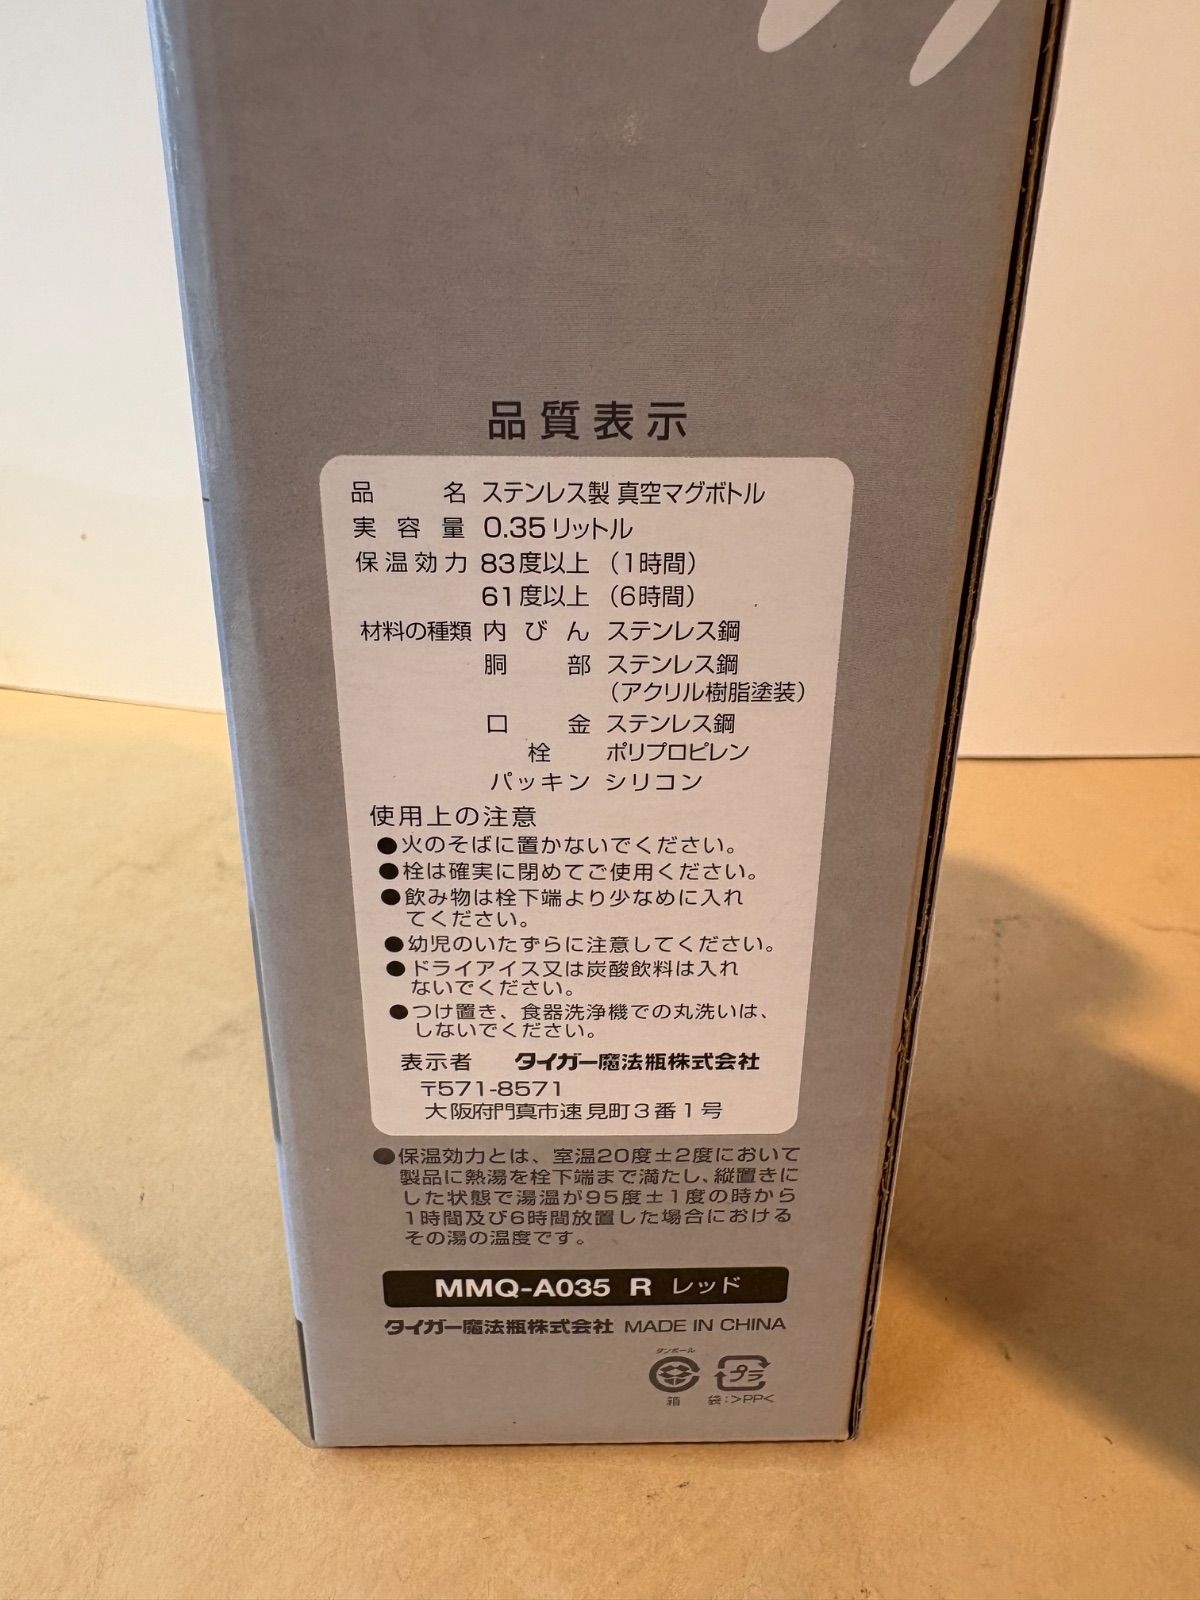 品質表示
品名 ステンレス製 真空マグボトル
実容量 0.35リットル
保温効力 83度以上 (1時間)
61度以上 (6時間)
材料の種類 内びん ステンレス鋼
胴部 ステンレス鋼
(アクリル樹脂塗装)
口金 ステンレス鋼
栓 ポリプロピレン
パッキン シリコン
使用上の注意
●火のそばに置かないでください。
●栓は確実に閉めてご使用ください。
●飲み物は栓下端より少なめに入れ
てください。
●幼児のいたずらに注意してください。
●ドライアイス又は炭酸飲料は入れ
ないでください。
●つけ置き、食器洗浄機での丸洗いは、
しないでください。
表示者 タイガー魔法瓶株式会社
〒571-8571
大阪府門真市速見町3番1号
●保温効力とは、室温20度±2度において
製品に熱湯を栓下端まで満たし、縦置きに
した状態で湯温が95度±1度の時から
1時間及び6時間放置した場合における
その湯の温度です。
MMQ-A035 R レッド
タイガー魔法瓶株式会社 MADE IN CHINA
ダンボール
プラ
箱 袋:>PP<